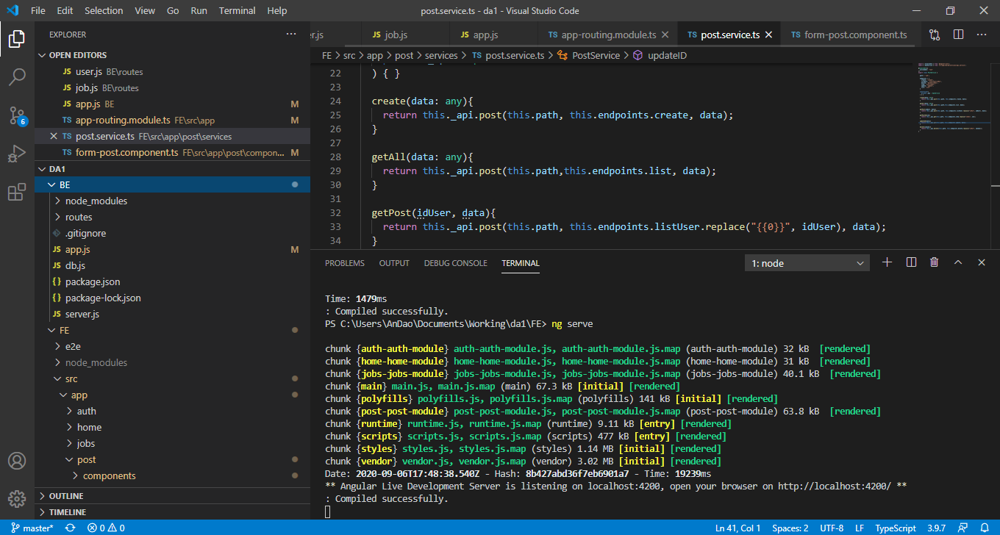 File Edit Selection View Go Run Terminal Help post.service.ts - da1 - Visual Studio Code
EXPLORER ···
er.js JS job.js JS app.js TS app-routing.module.ts TS post.service.ts TS form-post.component.ts ···
OPEN EDITORS
JS user.js BE\routes
JS job.js BE\routes
JS app.js BE M
TS app-routing.module.ts FE\src\app M
TS post.service.ts FE\src\app\post\services
TS form-post.component.ts FE\src\app\post\compon... M
DA1
BE
node_modules
routes
.gitignore
JS app.js M
JS db.js
{} package.json
{} package-lock.json
JS server.js
FE
e2e
node_modules
src
app
auth
home
jobs
post
components
OUTLINE
TIMELINE
6
FE > src > app > post > services > TS post.service.ts > PostService > updateID
22 ) { }
23
24 create(data: any){
25 return this._api.post(this.path, this.endpoints.create, data);
26 }
27
28 getAll(data: any){
29 return this._api.post(this.path,this.endpoints.list, data);
30 }
31
32 getPost(idUser, data){
33 return this._api.post(this.path, this.endpoints.listUser.replace("{{0}}", idUser), data);
34 }
PROBLEMS OUTPUT DEBUG CONSOLE TERMINAL 1: node
Time: 1479ms
: Compiled successfully.
PS C:\Users\AnDao\Documents\Working\da1\FE> ng serve
chunk {auth-auth-module} auth-auth-module.js, auth-auth-module.js.map (auth-auth-module) 32 kB [rendered]
chunk {home-home-module} home-home-module.js, home-home-module.js.map (home-home-module) 31 kB [rendered]
chunk {jobs-jobs-module} jobs-jobs-module.js, jobs-jobs-module.js.map (jobs-jobs-module) 40.1 kB [rendered]
chunk {main} main.js, main.js.map (main) 67.3 kB [initial] [rendered]
chunk {polyfills} polyfills.js, polyfills.js.map (polyfills) 141 kB [initial] [rendered]
chunk {post-post-module} post-post-module.js, post-post-module.js.map (post-post-module) 63.8 kB [rendered]
chunk {runtime} runtime.js, runtime.js.map (runtime) 9.11 kB [entry] [rendered]
chunk {scripts} scripts.js, scripts.js.map (scripts) 477 kB [entry] [rendered]
chunk {styles} styles.js, styles.js.map (styles) 1.14 MB [initial] [rendered]
chunk {vendor} vendor.js, vendor.js.map (vendor) 3.02 MB [initial] [rendered]
Date: 2020-09-06T17:48:38.540Z - Hash: 8b427abd36f7eb6901a7 - Time: 19239ms
** Angular Live Development Server is listening on localhost:4200, open your browser on http://localhost:4200/ **
: Compiled successfully.
master* 0 0 Ln 41, Col 1 Spaces: 2 UTF-8 LF TypeScript 3.9.7